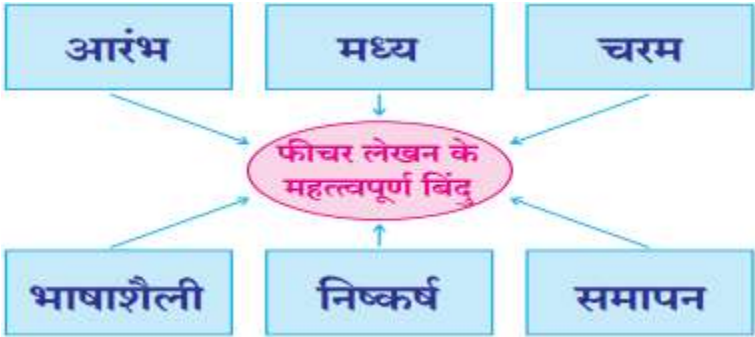 आरंभ
मध्य
चरम
फीचर लेखन के
महत्त्वपूर्ण बिंदु
भाषाशैली
निष्कर्ष
समापन